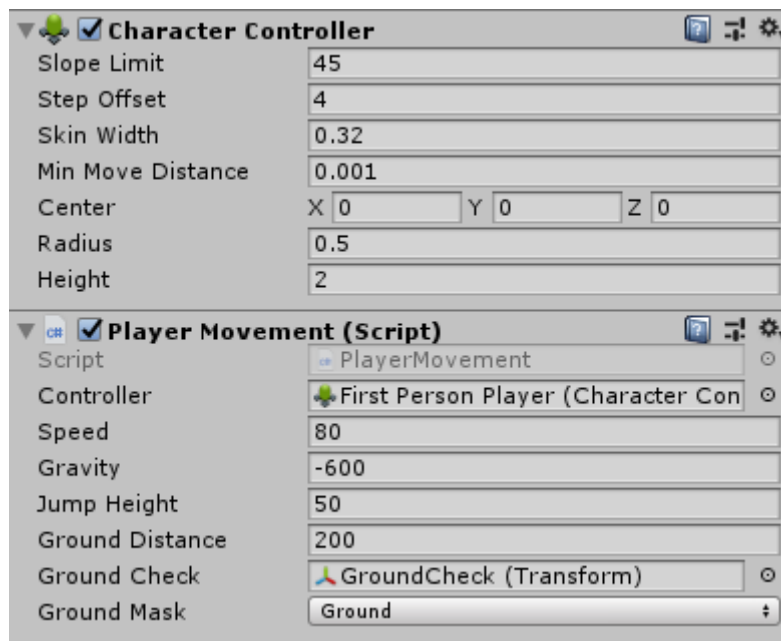 Character Controller
Slope Limit 45
Step Offset 4
Skin Width 0.32
Min Move Distance 0.001
Center X 0 Y 0 Z 0
Radius 0.5
Height 2
c# Player Movement (Script)
Script PlayerMovement
Controller First Person Player (Character Con
Speed 80
Gravity -600
Jump Height 50
Ground Distance 200
Ground Check GroundCheck (Transform)
Ground Mask Ground